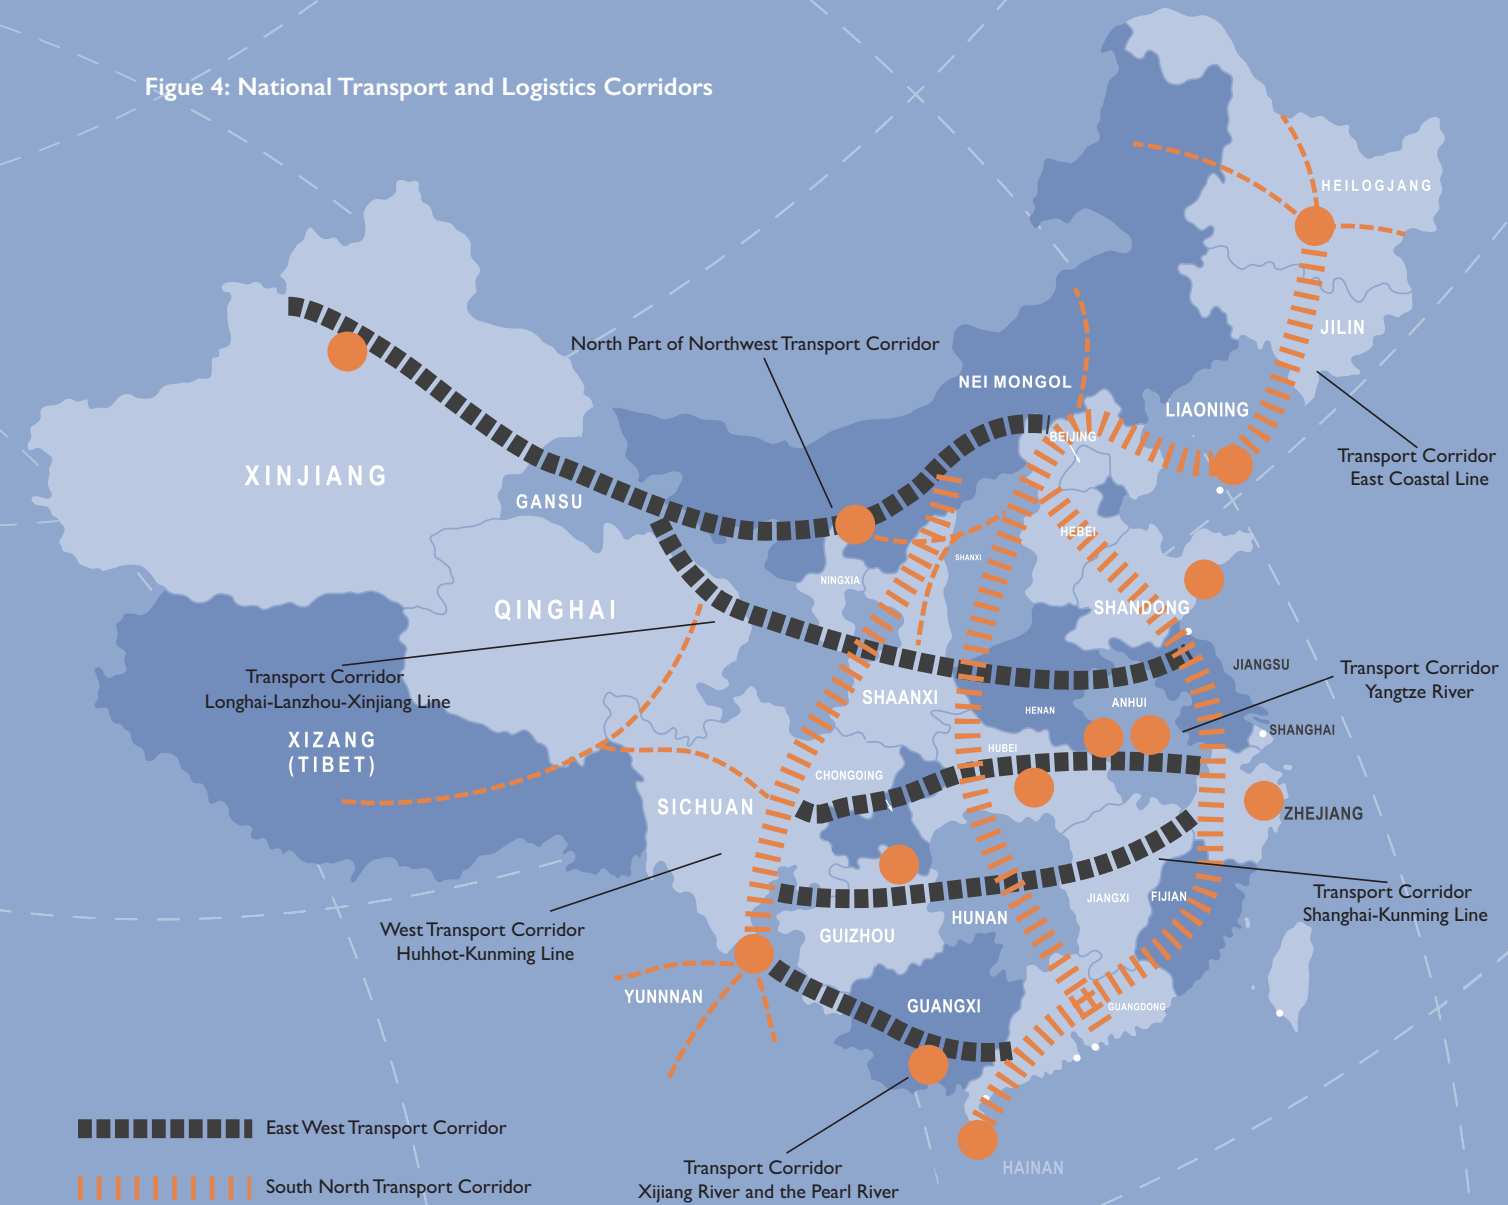 Figue 4: National Transport and Logistics Corridors
HEILOGJANG
JILIN
North Part of Northwest Transport Corridor
NEI MONGOL
LIAONING
BEIJING
Transport Corridor
East Coastal Line
XINJIANG
GANSU
HEBEI
SHANXI
NINGXIA
QINGHAI
SHANDONG
Transport Corridor
Longhai-Lanzhou-Xinjiang Line
JIANGSU
Transport Corridor
Yangtze River
SHAANXI
HENAN
ANHUI
XIZANG
(TIBET)
SHANGHAI
HUBEI
CHONGOING
SICHUAN
ZHEJIANG
Transport Corridor
Shanghai-Kunming Line
JIANGXI
FIJIAN
HUNAN
GUIZHOU
West Transport Corridor
Huhhot-Kunming Line
YUNNNAN
GUANGXI
GUANGDONG
East West Transport Corridor
South North Transport Corridor
Transport Corridor
Xijiang River and the Pearl River
HAINAN